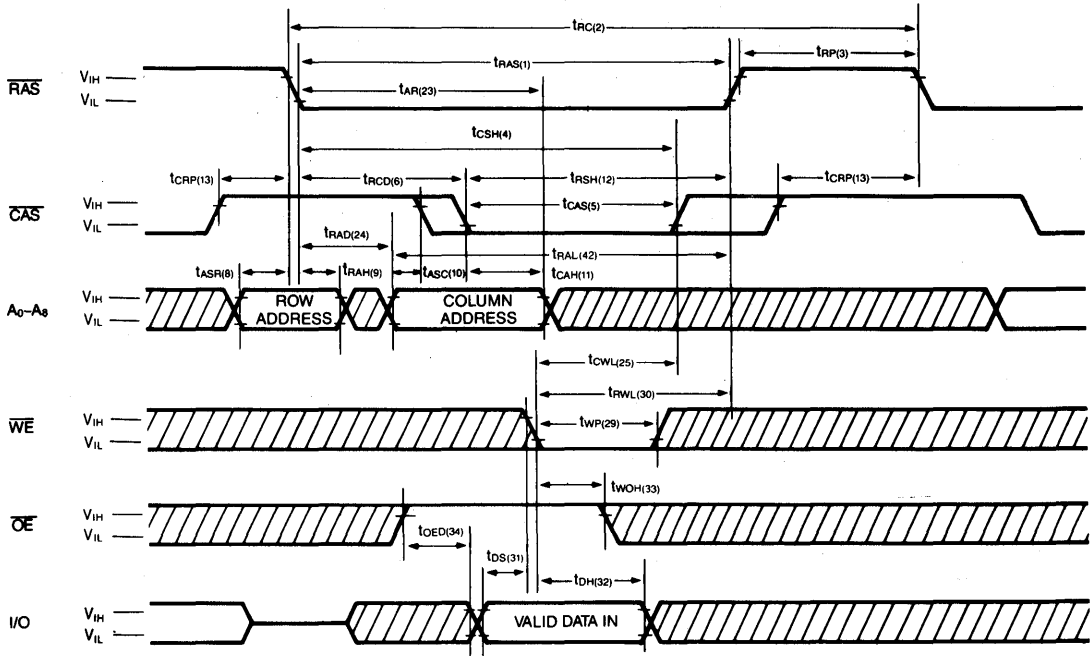 tRC(2)
tRP(3)
tRAS(1)
RAS
VIH
VIL
tAR(23)
tCSH(4)
tCRP(13)
tRCD(6)
tRSH(12)
tCRP(13)
CAS
VIH
VIL
tCAS(5)
tRAD(24)
tRAL(42)
tASR(8)
tRAH(9)
tASC(10)
tCAH(11)
A0–A8
VIH
VIL
ROW
ADDRESS
COLUMN
ADDRESS
tCWL(25)
tRWL(30)
WE
VIH
VIL
tWP(29)
tWOH(33)
OE
VIH
VIL
tOED(34)
tDS(31)
tDH(32)
I/O
VIH
VIL
VALID DATA IN